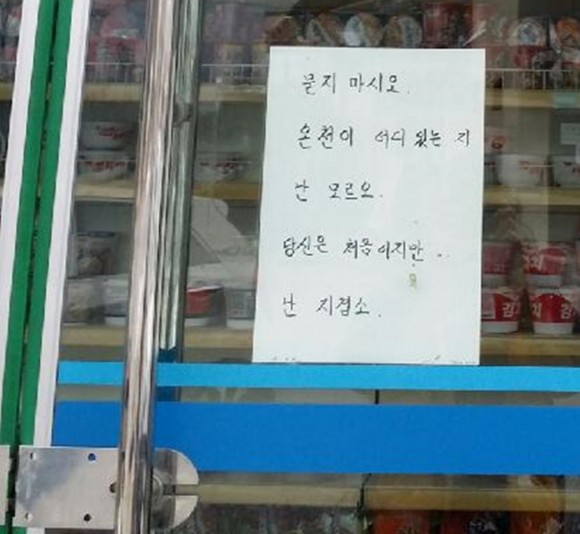 묻지 마시오.
온천이 어디 있는 지
난 모르오.
당신은 처음이지만..
난 지겹소.